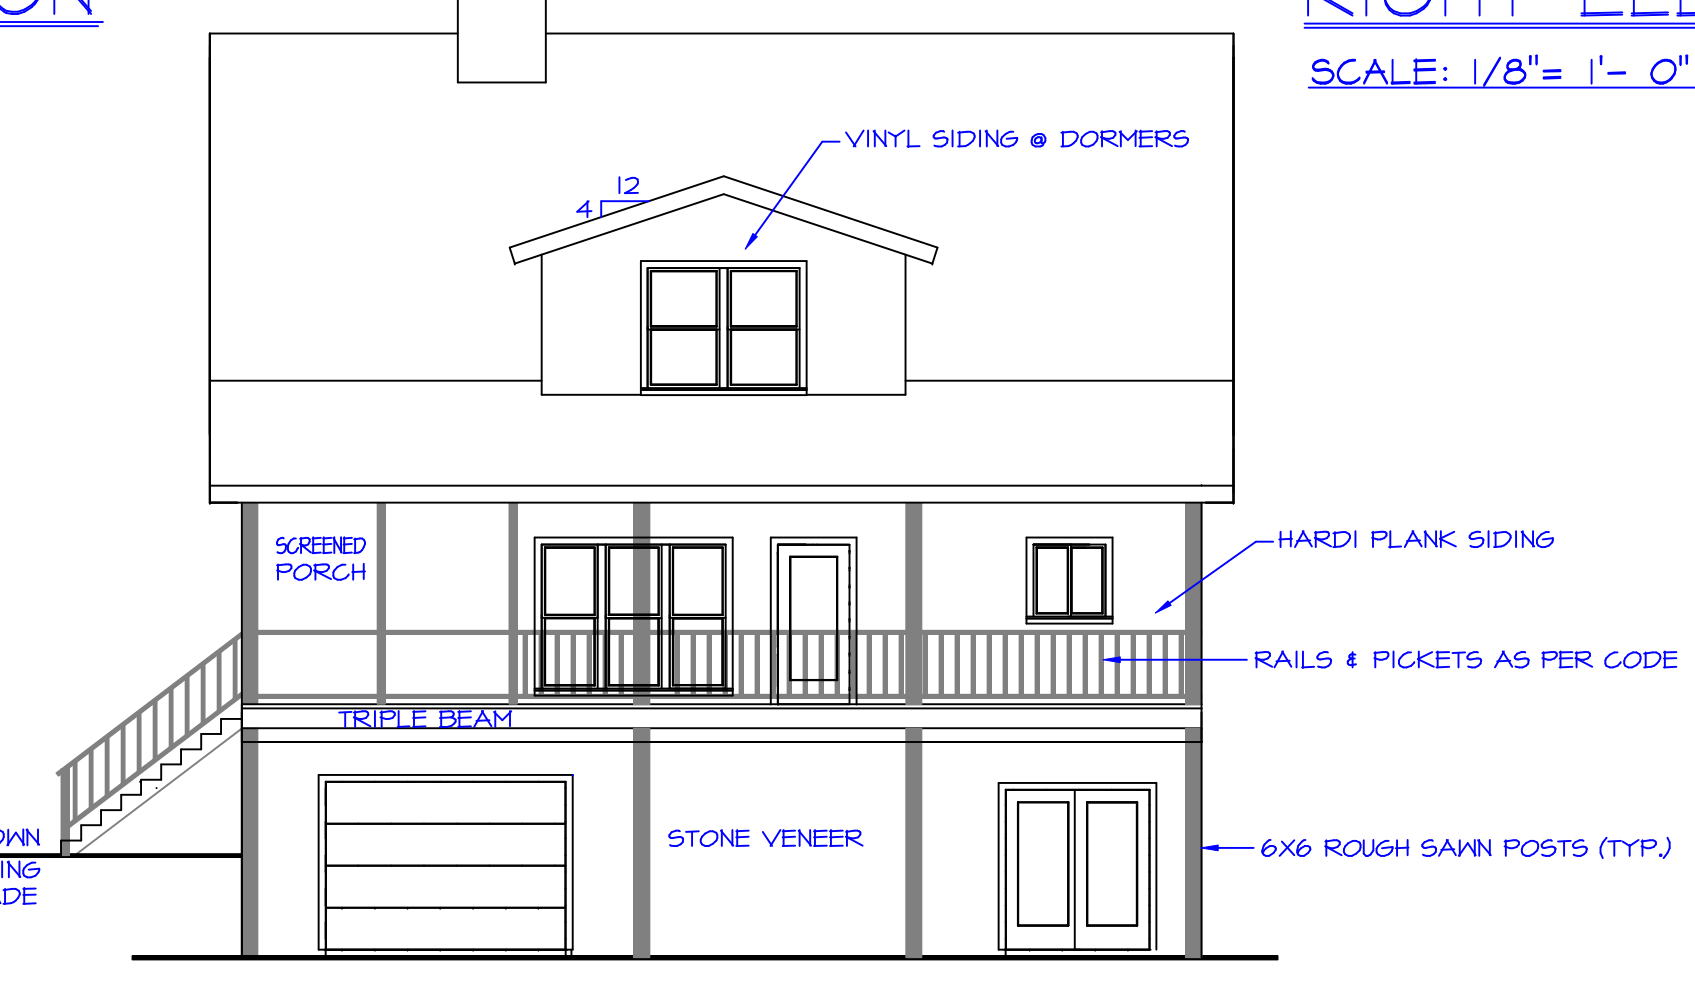 SCALE: 1/8"= 1'- 0"
VINYL SIDING @ DORMERS
12
4
SCREENED
PORCH
HARDI PLANK SIDING
RAILS & PICKETS AS PER CODE
TRIPLE BEAM
STONE VENEER
6X6 ROUGH SAWN POSTS (TYP.)